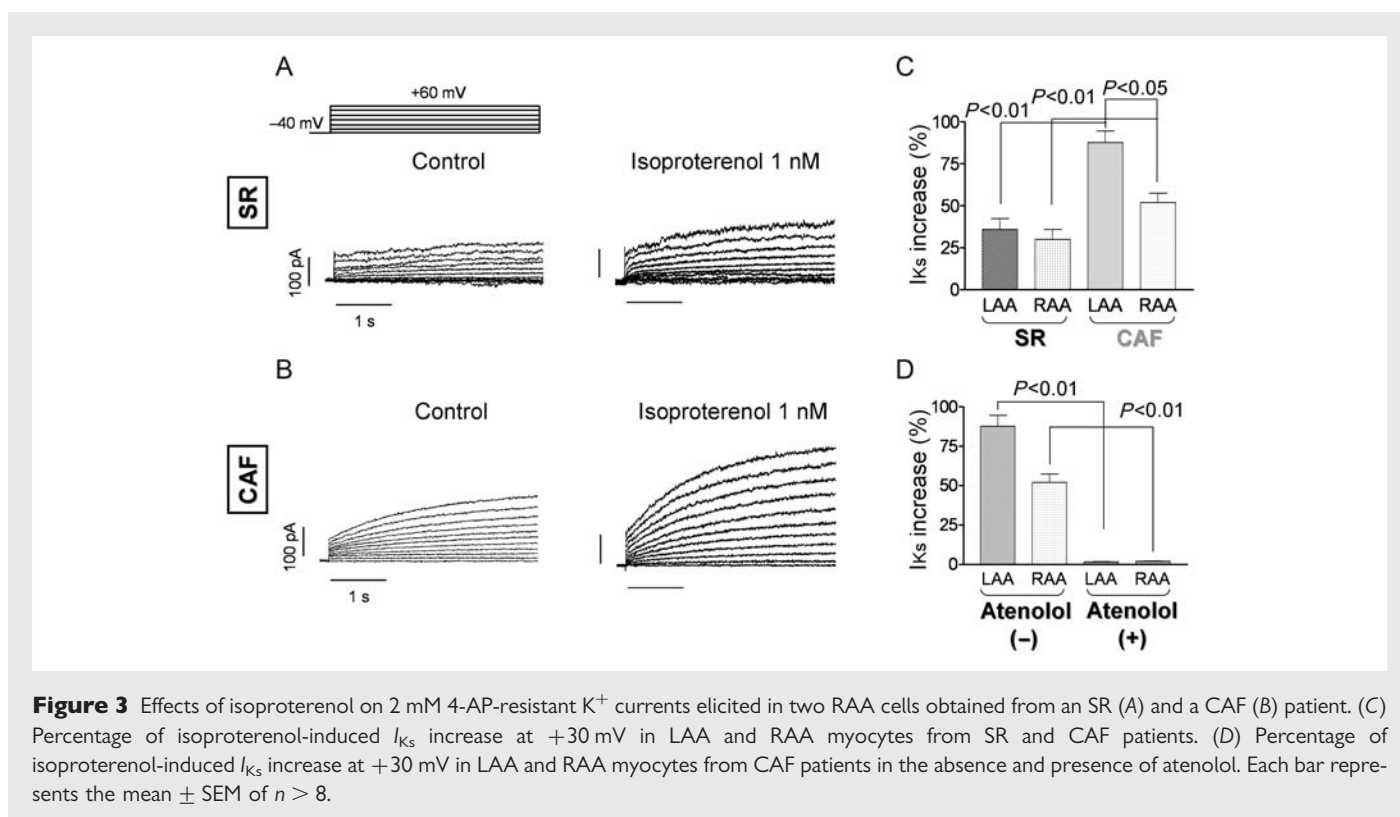 A
+60 mV
−40 mV
Control
Isoproterenol 1 nM
SR
100 pA
1 s
B
Control
Isoproterenol 1 nM
CAF
100 pA
1 s
C
P<0.05
P<0.01
P<0.01
IKs increase (%)
100
75
50
25
0
LAA RAA LAA RAA
SR CAF
D
P<0.01
P<0.01
IKs increase (%)
100
75
50
25
0
LAA RAA LAA RAA
Atenolol Atenolol
(−) (+)
Figure 3 Effects of isoproterenol on 2 mM 4-AP-resistant K+ currents elicited in two RAA cells obtained from an SR (A) and a CAF (B) patient. (C)
Percentage of isoproterenol-induced IKs increase at +30 mV in LAA and RAA myocytes from SR and CAF patients. (D) Percentage of
isoproterenol-induced IKs increase at +30 mV in LAA and RAA myocytes from CAF patients in the absence and presence of atenolol. Each bar repre-
sents the mean ± SEM of n > 8.